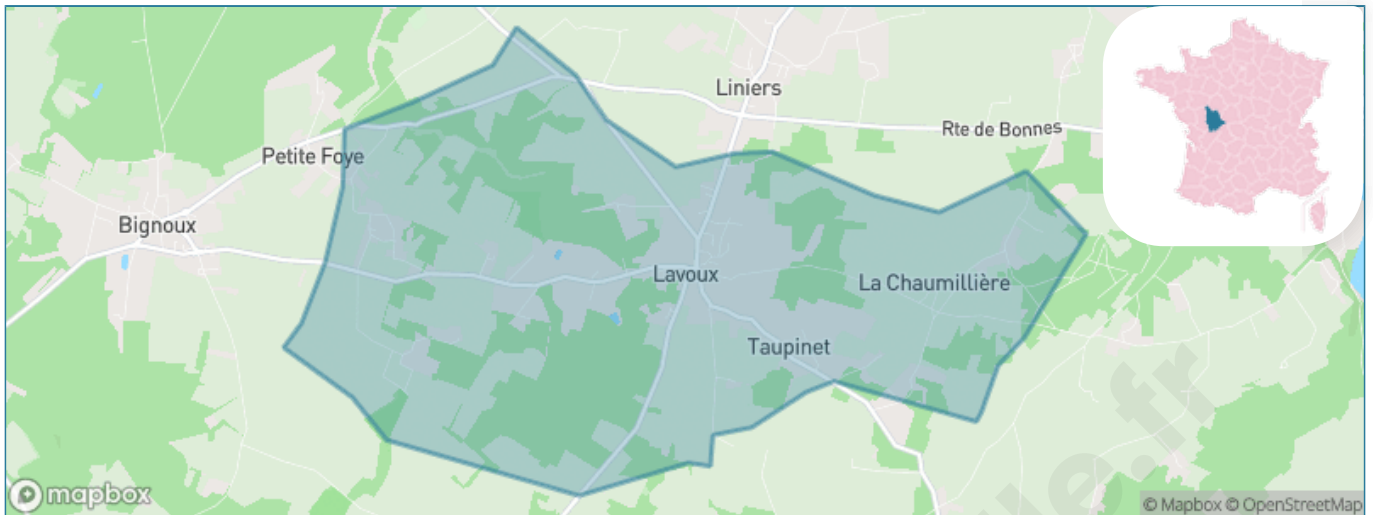 Liniers
Rte de Bonnes
Petite Foye
Bignoux
Lavoux
La Chaumillière
Taupinet
mapbox
© Mapbox © OpenStreetMap